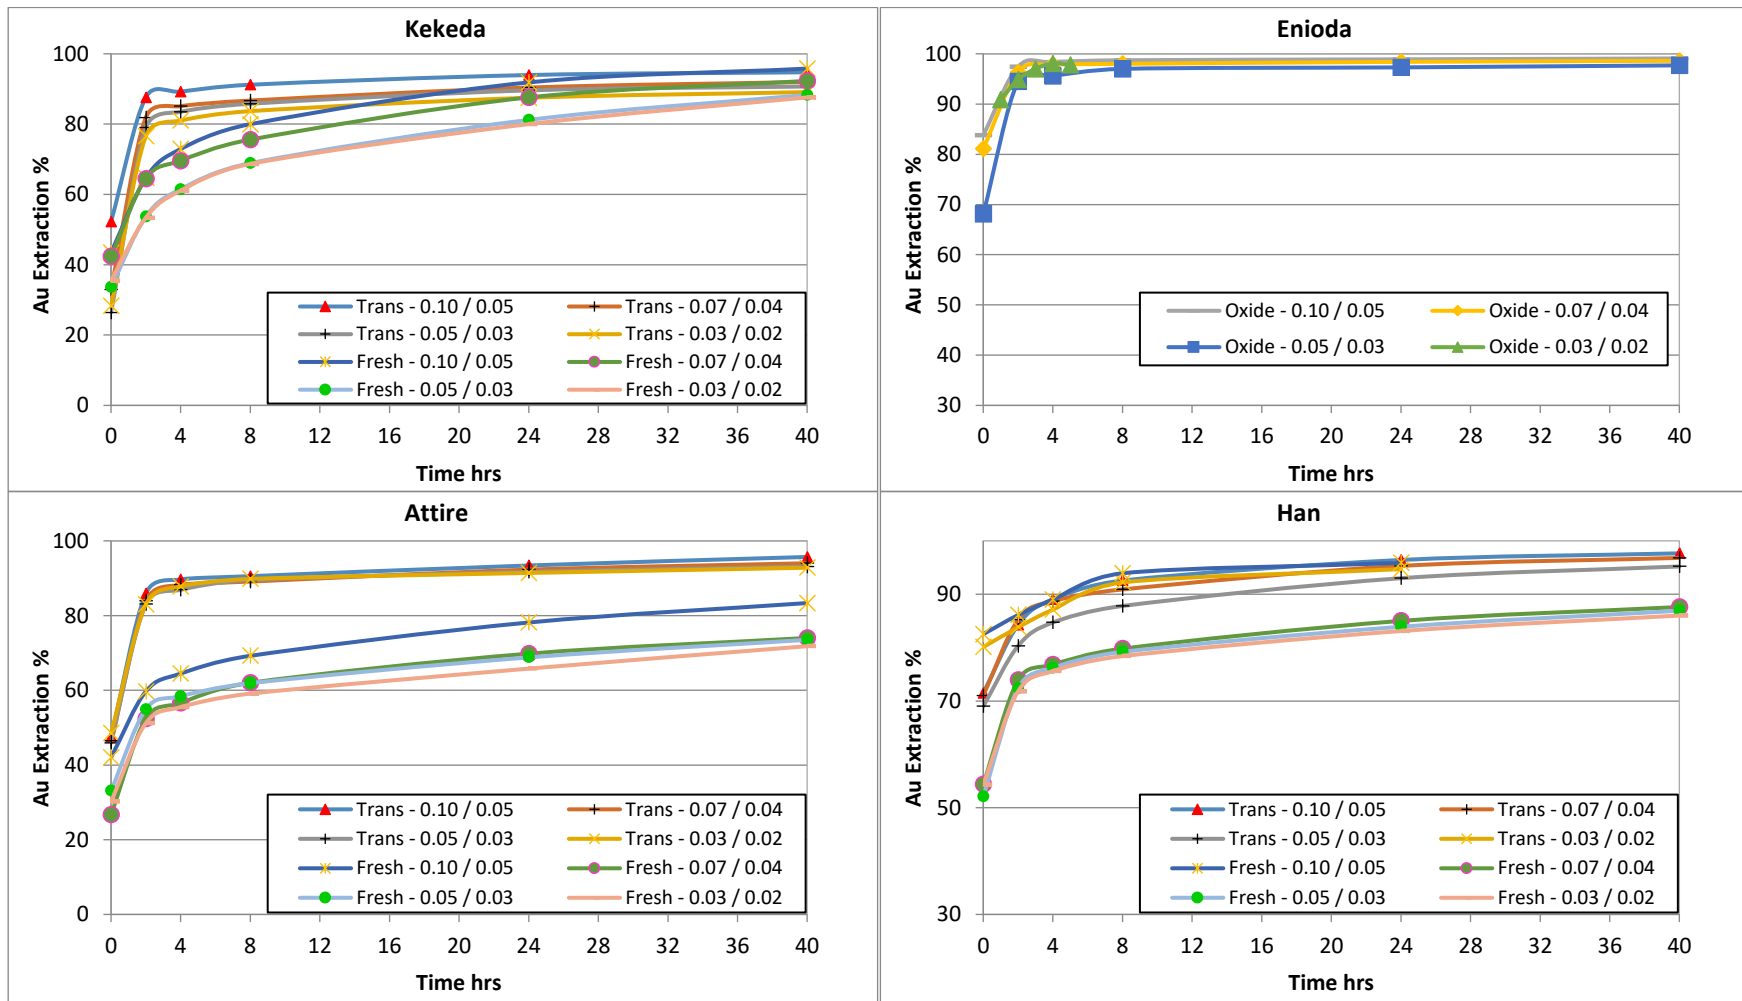 Kekeda
100
80
60
40
20
0
Au Extraction %
Trans - 0.10 / 0.05
Trans - 0.07 / 0.04
Trans - 0.05 / 0.03
Trans - 0.03 / 0.02
Fresh - 0.10 / 0.05
Fresh - 0.07 / 0.04
Fresh - 0.05 / 0.03
Fresh - 0.03 / 0.02
0 4 8 12 16 20 24 28 32 36 40
Time hrs
Enioda
100
90
80
70
60
50
40
30
Au Extraction %
Oxide - 0.10 / 0.05
Oxide - 0.07 / 0.04
Oxide - 0.05 / 0.03
Oxide - 0.03 / 0.02
0 4 8 12 16 20 24 28 32 36 40
Time hrs
Attire
100
80
60
40
20
0
Au Extraction %
Trans - 0.10 / 0.05
Trans - 0.07 / 0.04
Trans - 0.05 / 0.03
Trans - 0.03 / 0.02
Fresh - 0.10 / 0.05
Fresh - 0.07 / 0.04
Fresh - 0.05 / 0.03
Fresh - 0.03 / 0.02
0 4 8 12 16 20 24 28 32 36 40
Time hrs
Han
90
70
50
30
Au Extraction %
Trans - 0.10 / 0.05
Trans - 0.07 / 0.04
Trans - 0.05 / 0.03
Trans - 0.03 / 0.02
Fresh - 0.10 / 0.05
Fresh - 0.07 / 0.04
Fresh - 0.05 / 0.03
Fresh - 0.03 / 0.02
0 4 8 12 16 20 24 28 32 36 40
Time hrs